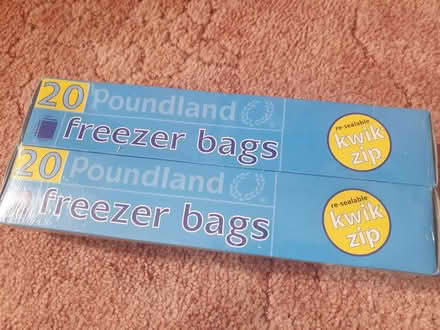 20 Poundland
freezer bags
re-sealable
kwik
zip
20 Poundland
freezer bags
re-sealable
kwik
zip